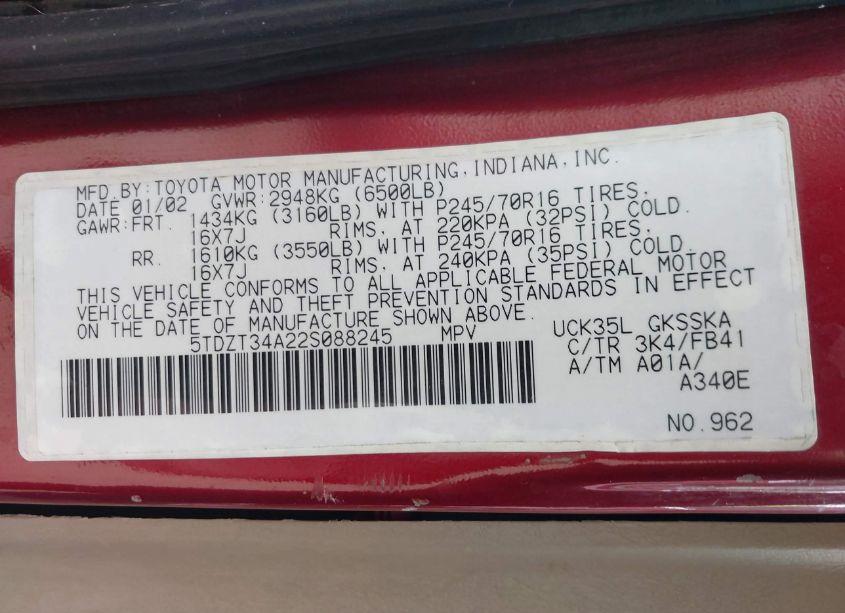 MFD.BY:TOYOTA MOTOR MANUFACTURING,INDIANA,INC.
DATE 01/02 GVWR:2948KG (6500LB)
GAWR:FRT. 1434KG (3160LB) WITH P245/70R16 TIRES.
16X7J RIMS. AT 220KPA (32PSI) COLD.
RR. 1610KG (3550LB) WITH P245/70R16 TIRES.
16X7J RIMS. AT 240KPA (35PSI) COLD.
THIS VEHICLE CONFORMS TO ALL APPLICABLE FEDERAL MOTOR
VEHICLE SAFETY AND THEFT PREVENTION STANDARDS IN EFFECT
ON THE DATE OF MANUFACTURE SHOWN ABOVE.
5TDZT34A22S088245 MPV
UCK35L GKSSKA
C/TR 3K4/FB41
A/TM A01A/
A340E
NO.962